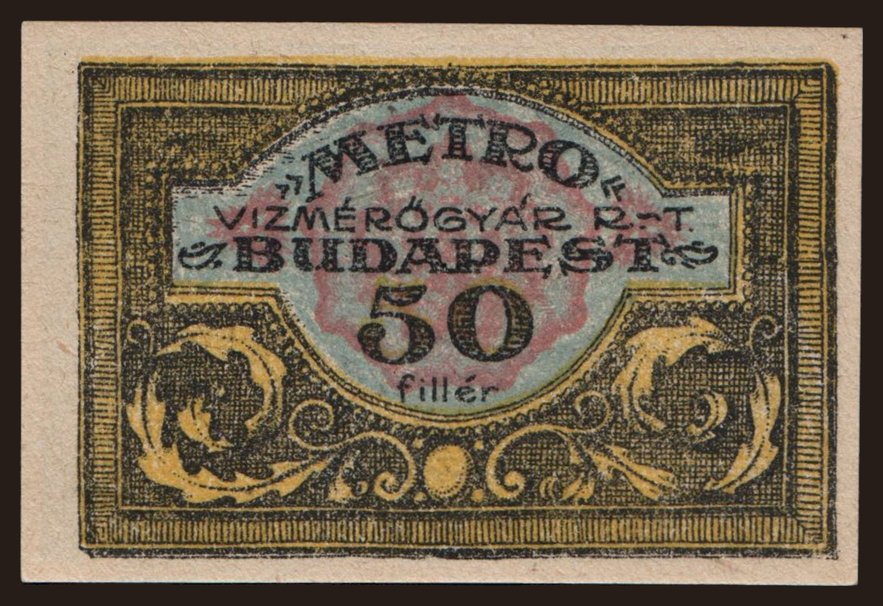 »METRO«
VIZMÉRŐGYÁR R-T.
BUDAPEST
50
fillér